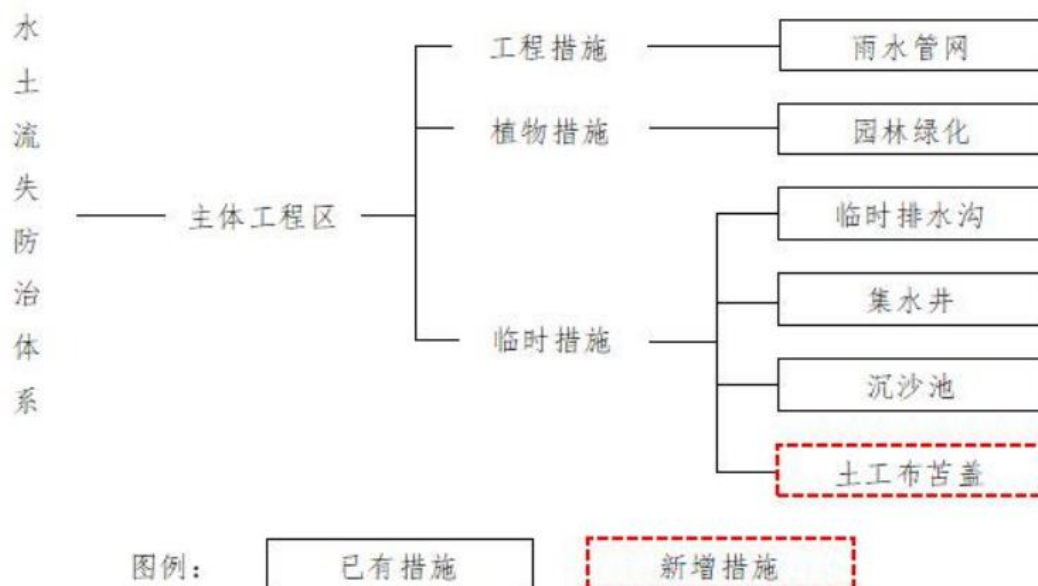 水土流失防治体系
主体工程区
工程措施
雨水管网
植物措施
园林绿化
临时措施
临时排水沟
集水井
沉沙池
土工布苫盖
图例：
已有措施
新增措施